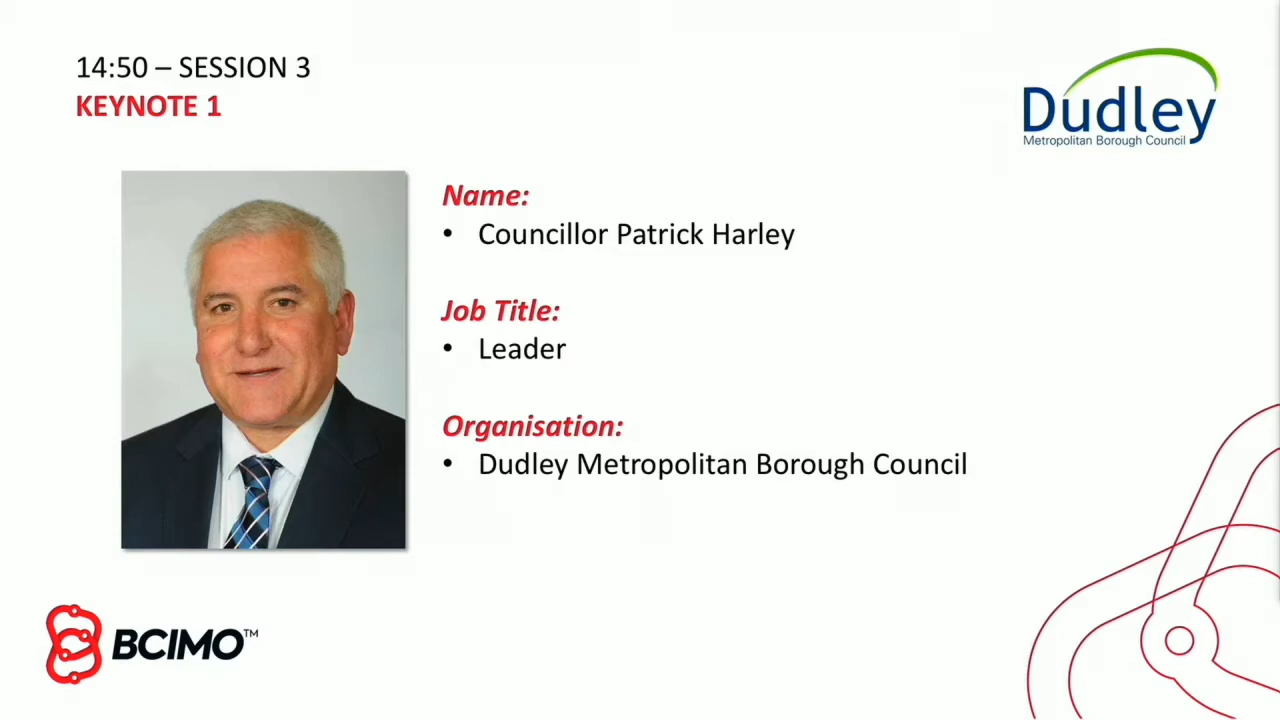 14:50 – SESSION 3
KEYNOTE 1
Dudley
Metropolitan Borough Council
Name:
• Councillor Patrick Harley
Job Title:
• Leader
Organisation:
• Dudley Metropolitan Borough Council
BCIMO™